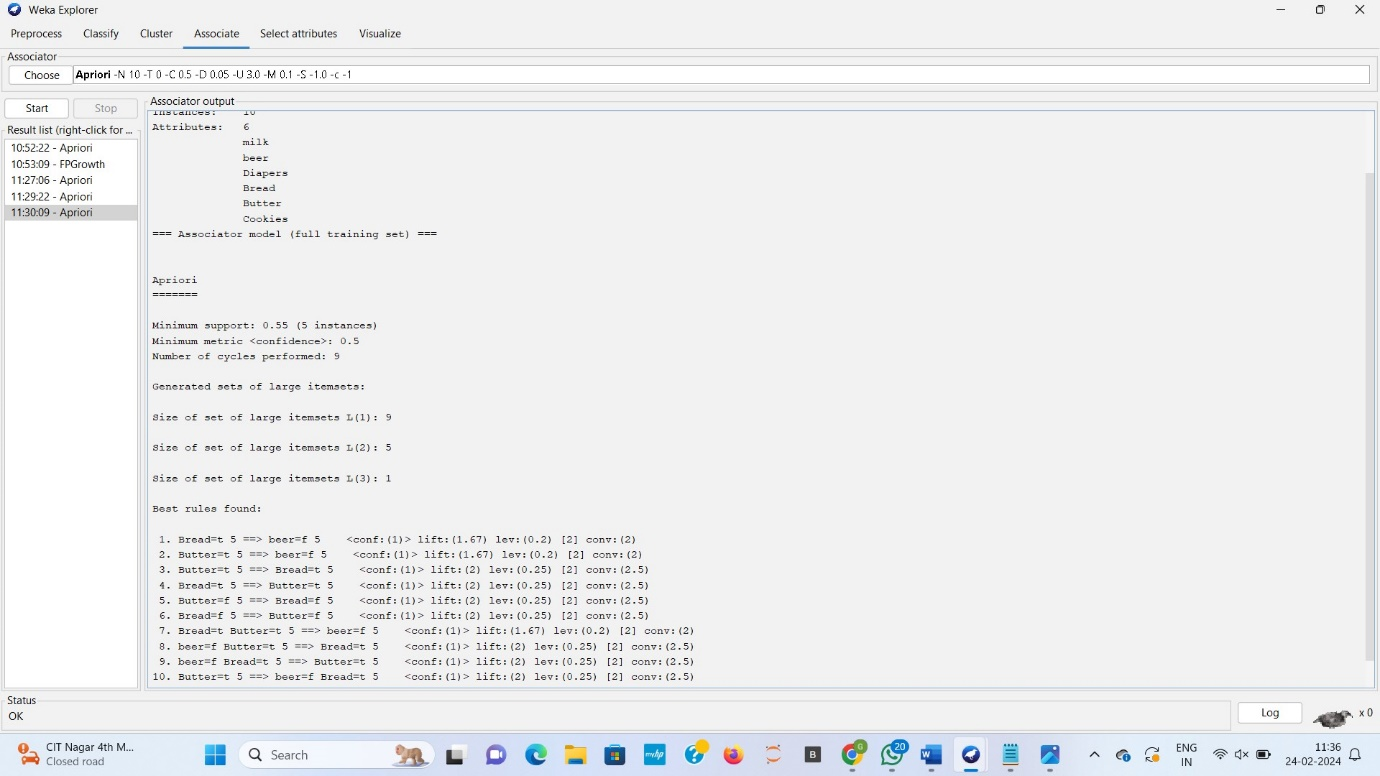 Weka Explorer
Preprocess Classify Cluster Associate Select attributes Visualize
Associator
Choose Apriori -N 10 -T 0 -C 0.5 -D 0.05 -U 3.0 -M 0.1 -S -1.0 -c -1
Start Stop
Result list (right-click for ...
10:52:22 - Apriori
10:53:09 - FPGrowth
11:27:06 - Apriori
11:29:22 - Apriori
11:30:09 - Apriori
Associator output
Instances: 10
Attributes: 6
milk
beer
Diapers
Bread
Butter
Cookies
=== Associator model (full training set) ===
Apriori
=======
Minimum support: 0.55 (5 instances)
Minimum metric <confidence>: 0.5
Number of cycles performed: 9
Generated sets of large itemsets:
Size of set of large itemsets L(1): 9
Size of set of large itemsets L(2): 5
Size of set of large itemsets L(3): 1
Best rules found:
1. Bread=t 5 ==> beer=f 5 <conf:(1)> lift:(1.67) lev:(0.2) [2] conv:(2)
2. Butter=t 5 ==> beer=f 5 <conf:(1)> lift:(1.67) lev:(0.2) [2] conv:(2)
3. Butter=t 5 ==> Bread=t 5 <conf:(1)> lift:(2) lev:(0.25) [2] conv:(2.5)
4. Bread=t 5 ==> Butter=t 5 <conf:(1)> lift:(2) lev:(0.25) [2] conv:(2.5)
5. Butter=f 5 ==> Bread=f 5 <conf:(1)> lift:(2) lev:(0.25) [2] conv:(2.5)
6. Bread=f 5 ==> Butter=f 5 <conf:(1)> lift:(2) lev:(0.25) [2] conv:(2.5)
7. Bread=t Butter=t 5 ==> beer=f 5 <conf:(1)> lift:(1.67) lev:(0.2) [2] conv:(2)
8. beer=f Butter=t 5 ==> Bread=t 5 <conf:(1)> lift:(2) lev:(0.25) [2] conv:(2.5)
9. beer=f Bread=t 5 ==> Butter=t 5 <conf:(1)> lift:(2) lev:(0.25) [2] conv:(2.5)
10. Butter=t 5 ==> beer=f Bread=t 5 <conf:(1)> lift:(2) lev:(0.25) [2] conv:(2.5)
Status
OK
Log
x 0
CIT Nagar 4th M...
Closed road
Search
myhp
B
0
20
W
ENG
IN
11:36
24-02-2024